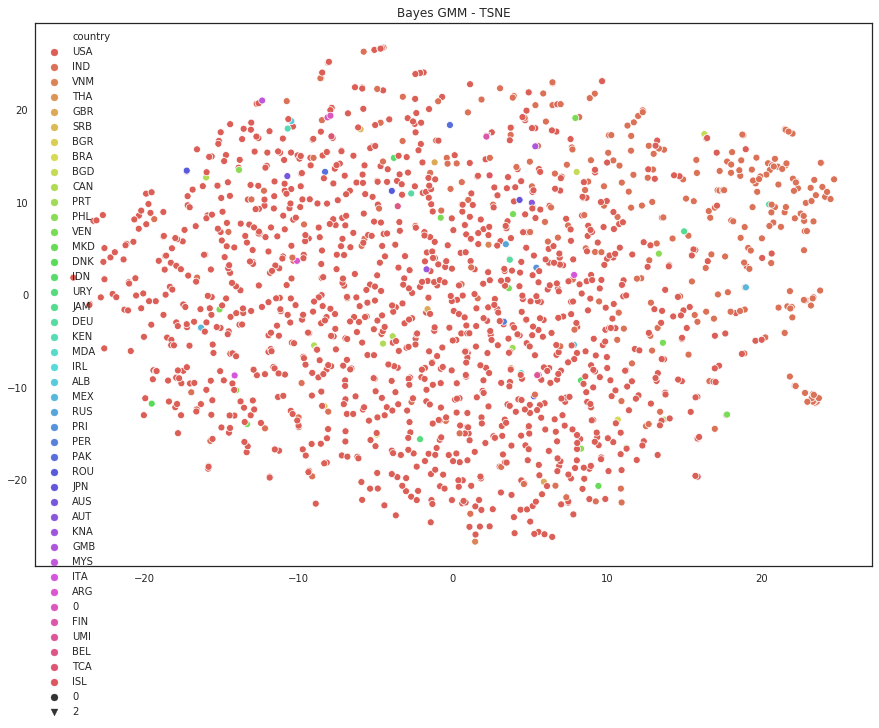 Bayes GMM - TSNE
country
USA
IND
VNM
THA
GBR
SRB
BGR
BRA
BGD
CAN
PRT
PHL
VEN
MKD
DNK
IDN
URY
JAM
DEU
KEN
MDA
IRL
ALB
MEX
RUS
PRI
PER
PAK
ROU
JPN
AUS
AUT
KNA
GMB
MYS
ITA
ARG
0
FIN
UMI
BEL
TCA
ISL
0
2
20
10
0
−10
−20
−20
−10
0
10
20